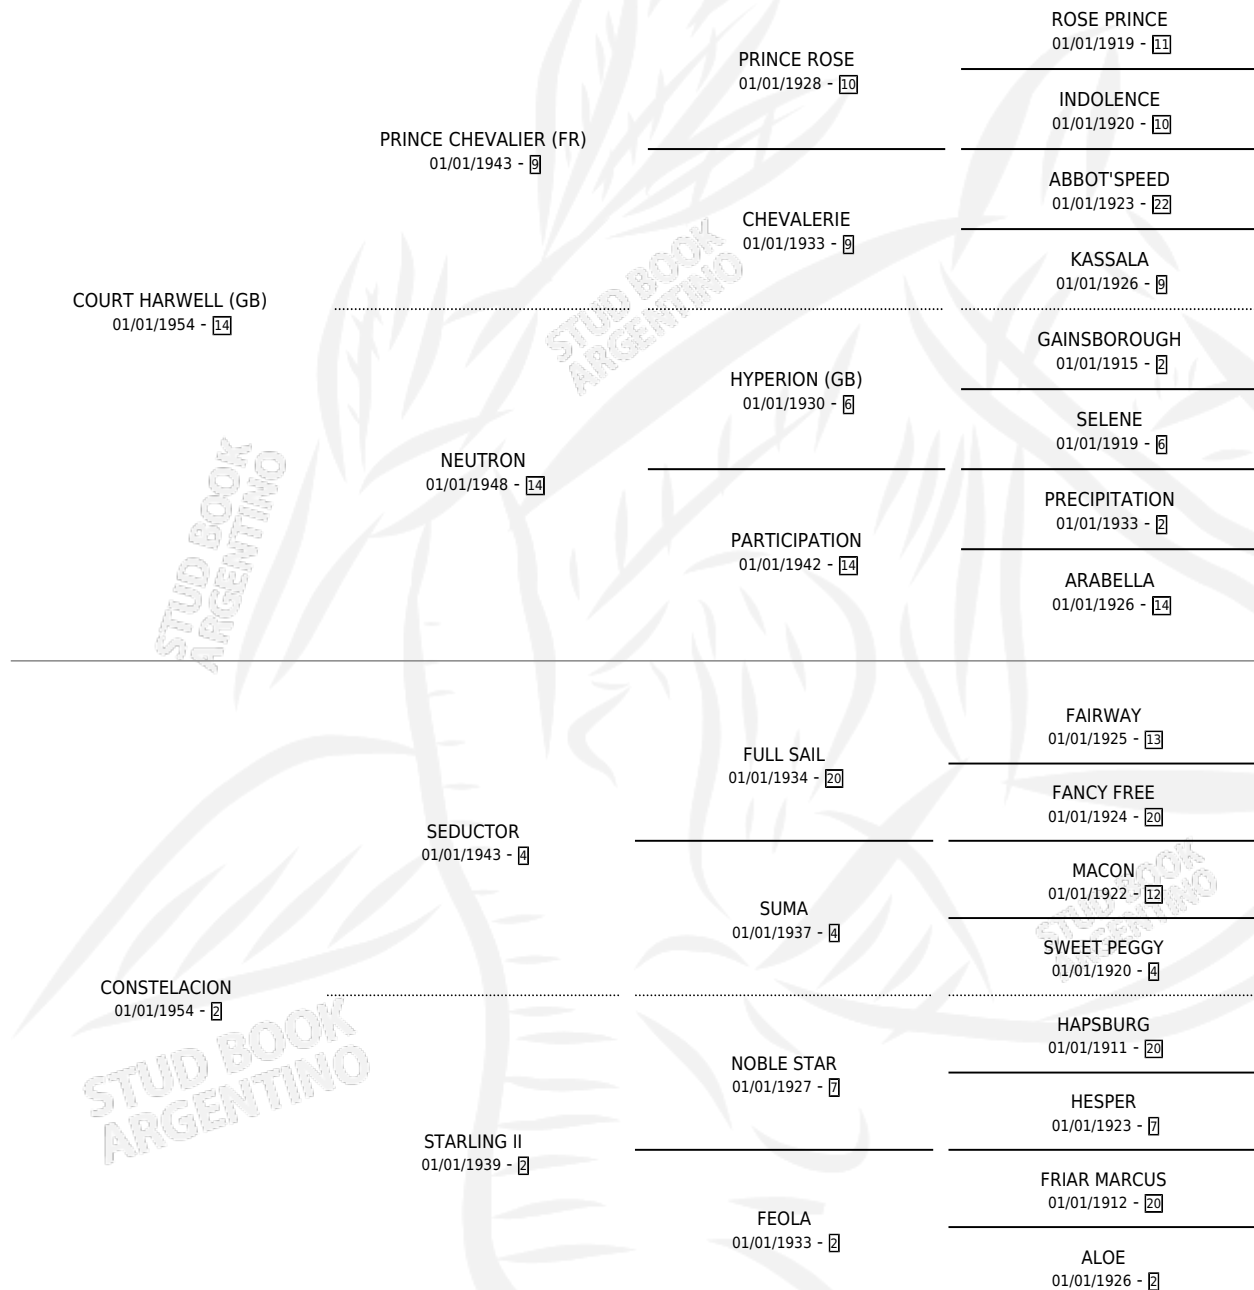 ROSE PRINCE
01/01/1919 - 11
PRINCE ROSE
01/01/1928 - 10
INDOLENCE
01/01/1920 - 10
PRINCE CHEVALIER (FR)
01/01/1943 - 9
ABBOT'SPEED
01/01/1923 - 22
CHEVALERIE
01/01/1933 - 9
KASSALA
01/01/1926 - 9
COURT HARWELL (GB)
01/01/1954 - 14
STUD BOOK
ARGENTINO
GAINSBOROUGH
01/01/1915 - 2
HYPERION (GB)
01/01/1930 - 6
SELENE
01/01/1919 - 6
NEUTRON
01/01/1948 - 14
PRECIPITATION
01/01/1933 - 2
PARTICIPATION
01/01/1942 - 14
ARABELLA
01/01/1926 - 14
STUD BOOK
ARGENTINO
FAIRWAY
01/01/1925 - 13
FULL SAIL
01/01/1934 - 20
FANCY FREE
01/01/1924 - 20
SEDUCTOR
01/01/1943 - 4
MACON
01/01/1922 - 12
SUMA
01/01/1937 - 4
STUD BOOK
ARGENTINO
SWEET PEGGY
01/01/1920 - 4
CONSTELACION
01/01/1954 - 2
STUD BOOK
ARGENTINO
HAPSBURG
01/01/1911 - 20
NOBLE STAR
01/01/1927 - 7
HESPER
01/01/1923 - 7
STARLING II
01/01/1939 - 2
FRIAR MARCUS
01/01/1912 - 20
FEOLA
01/01/1933 - 2
ALOE
01/01/1926 - 2